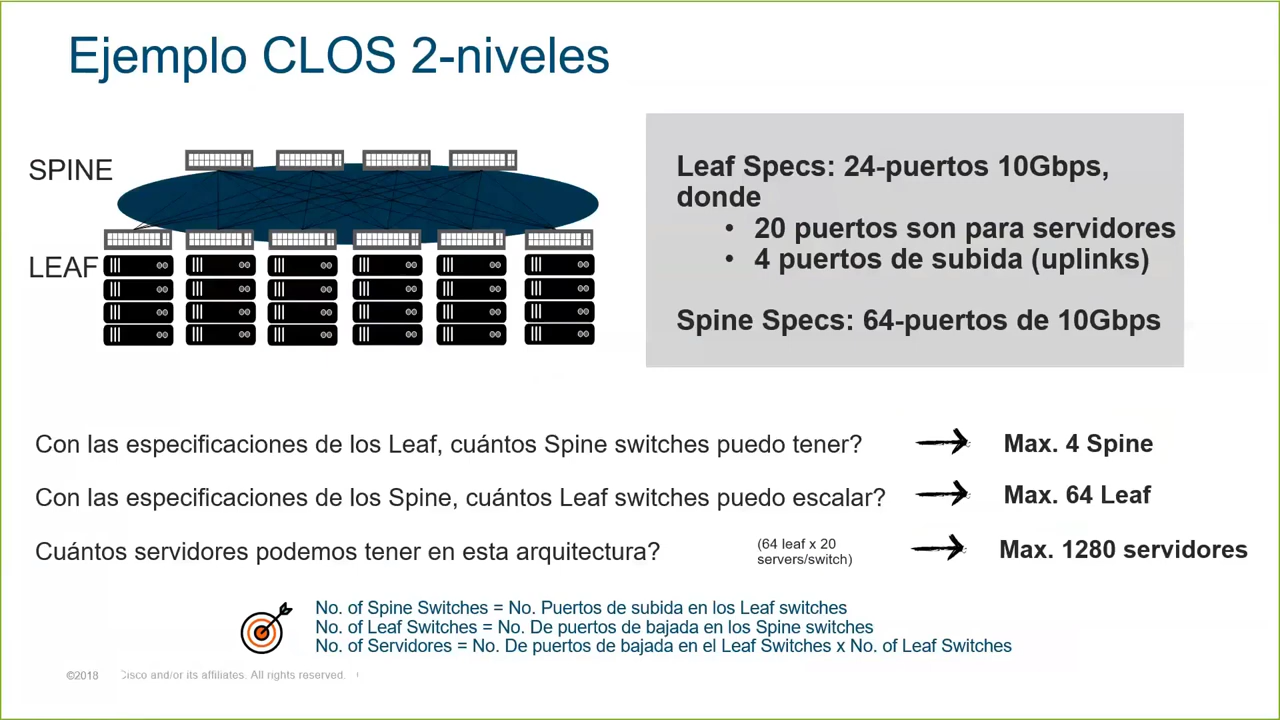 Ejemplo CLOS 2-niveles
SPINE
LEAF
Leaf Specs: 24-puertos 10Gbps,
donde
• 20 puertos son para servidores
• 4 puertos de subida (uplinks)
Spine Specs: 64-puertos de 10Gbps
Con las especificaciones de los Leaf, cuántos Spine switches puedo tener?
Max. 4 Spine
Con las especificaciones de los Spine, cuántos Leaf switches puedo escalar?
Max. 64 Leaf
Cuántos servidores podemos tener en esta arquitectura?
(64 leaf x 20
servers/switch)
Max. 1280 servidores
No. of Spine Switches = No. Puertos de subida en los Leaf switches
No. of Leaf Switches = No. De puertos de bajada en los Spine switches
No. of Servidores = No. De puertos de bajada en el Leaf Switches x No. of Leaf Switches
©2018 Cisco and/or its affiliates. All rights reserved.